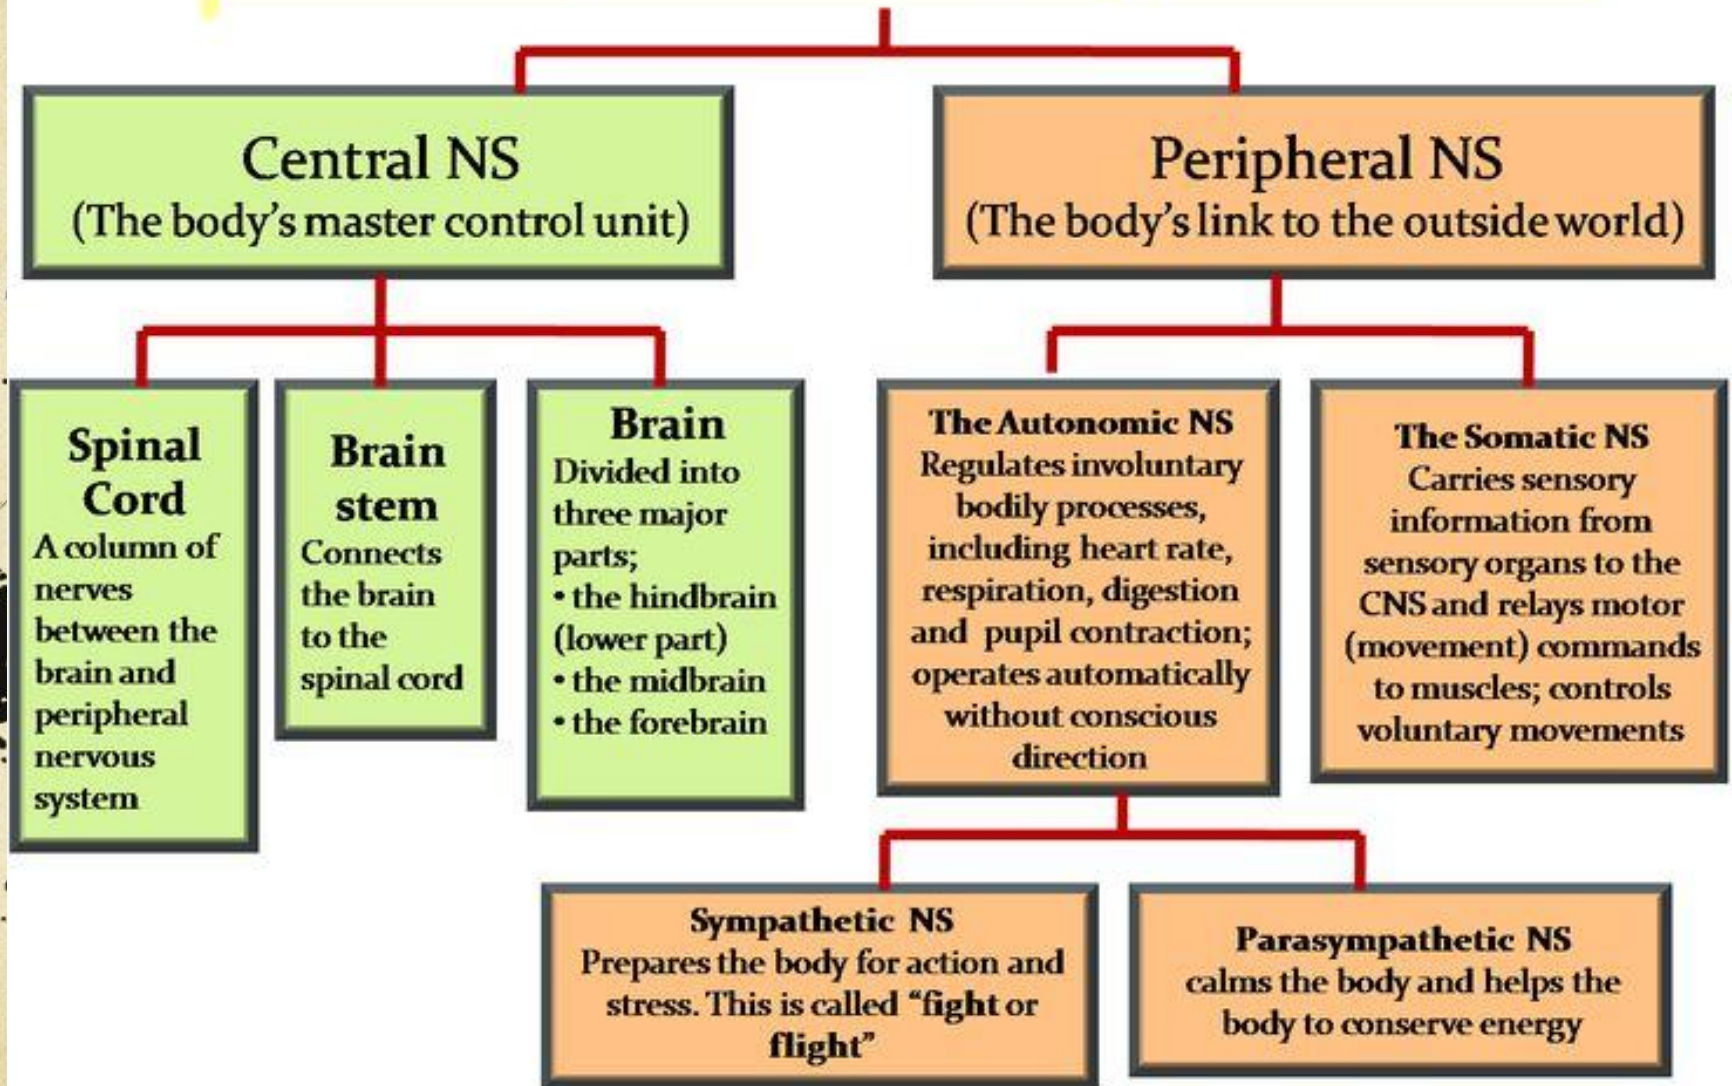 Central NS
(The body's master control unit)
Peripheral NS
(The body's link to the outside world)
Spinal
Cord
A column of
nerves
between the
brain and
peripheral
nervous
system
Brain
stem
Connects
the brain
to the
spinal cord
Brain
Divided into
three major
parts;
• the hindbrain
(lower part)
• the midbrain
• the forebrain
The Autonomic NS
Regulates involuntary
bodily processes,
including heart rate,
respiration, digestion
and pupil contraction;
operates automatically
without conscious
direction
The Somatic NS
Carries sensory
information from
sensory organs to the
CNS and relays motor
(movement) commands
to muscles; controls
voluntary movements
Sympathetic NS
Prepares the body for action and
stress. This is called “fight or
flight”
Parasympathetic NS
calms the body and helps the
body to conserve energy